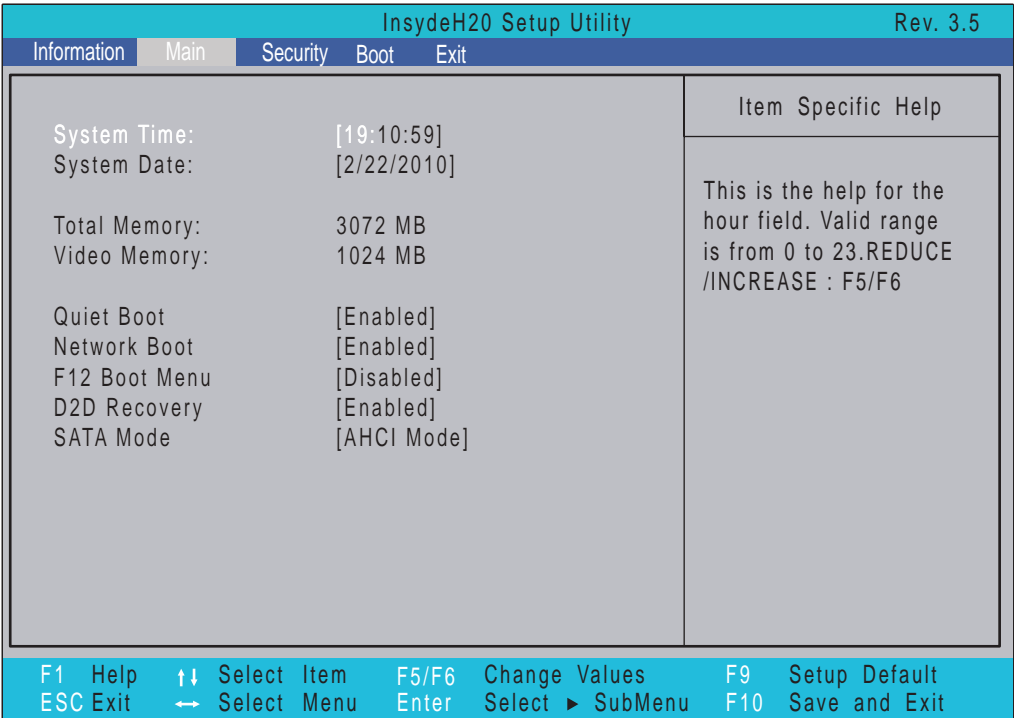 InsydeH20 Setup Utility Rev. 3.5
Information Main Security Boot Exit
Item Specific Help
System Time: [19:10:59]
System Date: [2/22/2010]
Total Memory: 3072 MB
Video Memory: 1024 MB
Quiet Boot [Enabled]
Network Boot [Enabled]
F12 Boot Menu [Disabled]
D2D Recovery [Enabled]
SATA Mode [AHCI Mode]
This is the help for the
hour field. Valid range
is from 0 to 23.REDUCE
/INCREASE : F5/F6
F1 Help ↑↓ Select Item F5/F6 Change Values F9 Setup Default
ESC Exit ↔ Select Menu Enter Select ► SubMenu F10 Save and Exit